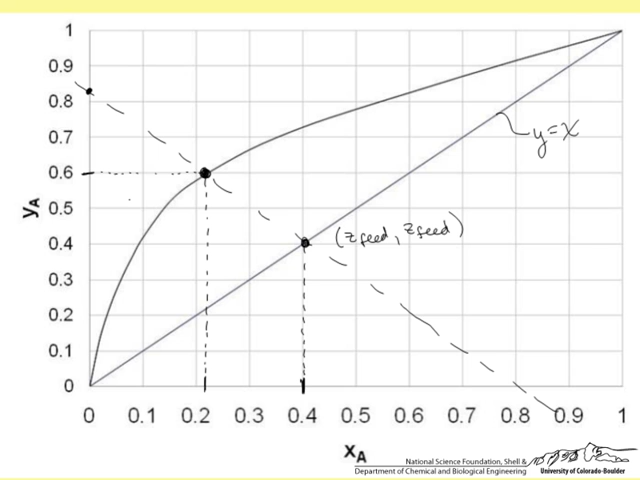 1
0.9
0.8
0.7
0.6
0.5
0.4
0.3
0.2
0.1
0
yA
y=x
(zfeed, zfeed)
0 0.1 0.2 0.3 0.4 0.5 0.6 0.7 0.8 0.9 1
xA
National Science Foundation, Shell &
Department of Chemical and Biological Engineering
University of Colorado-Boulder